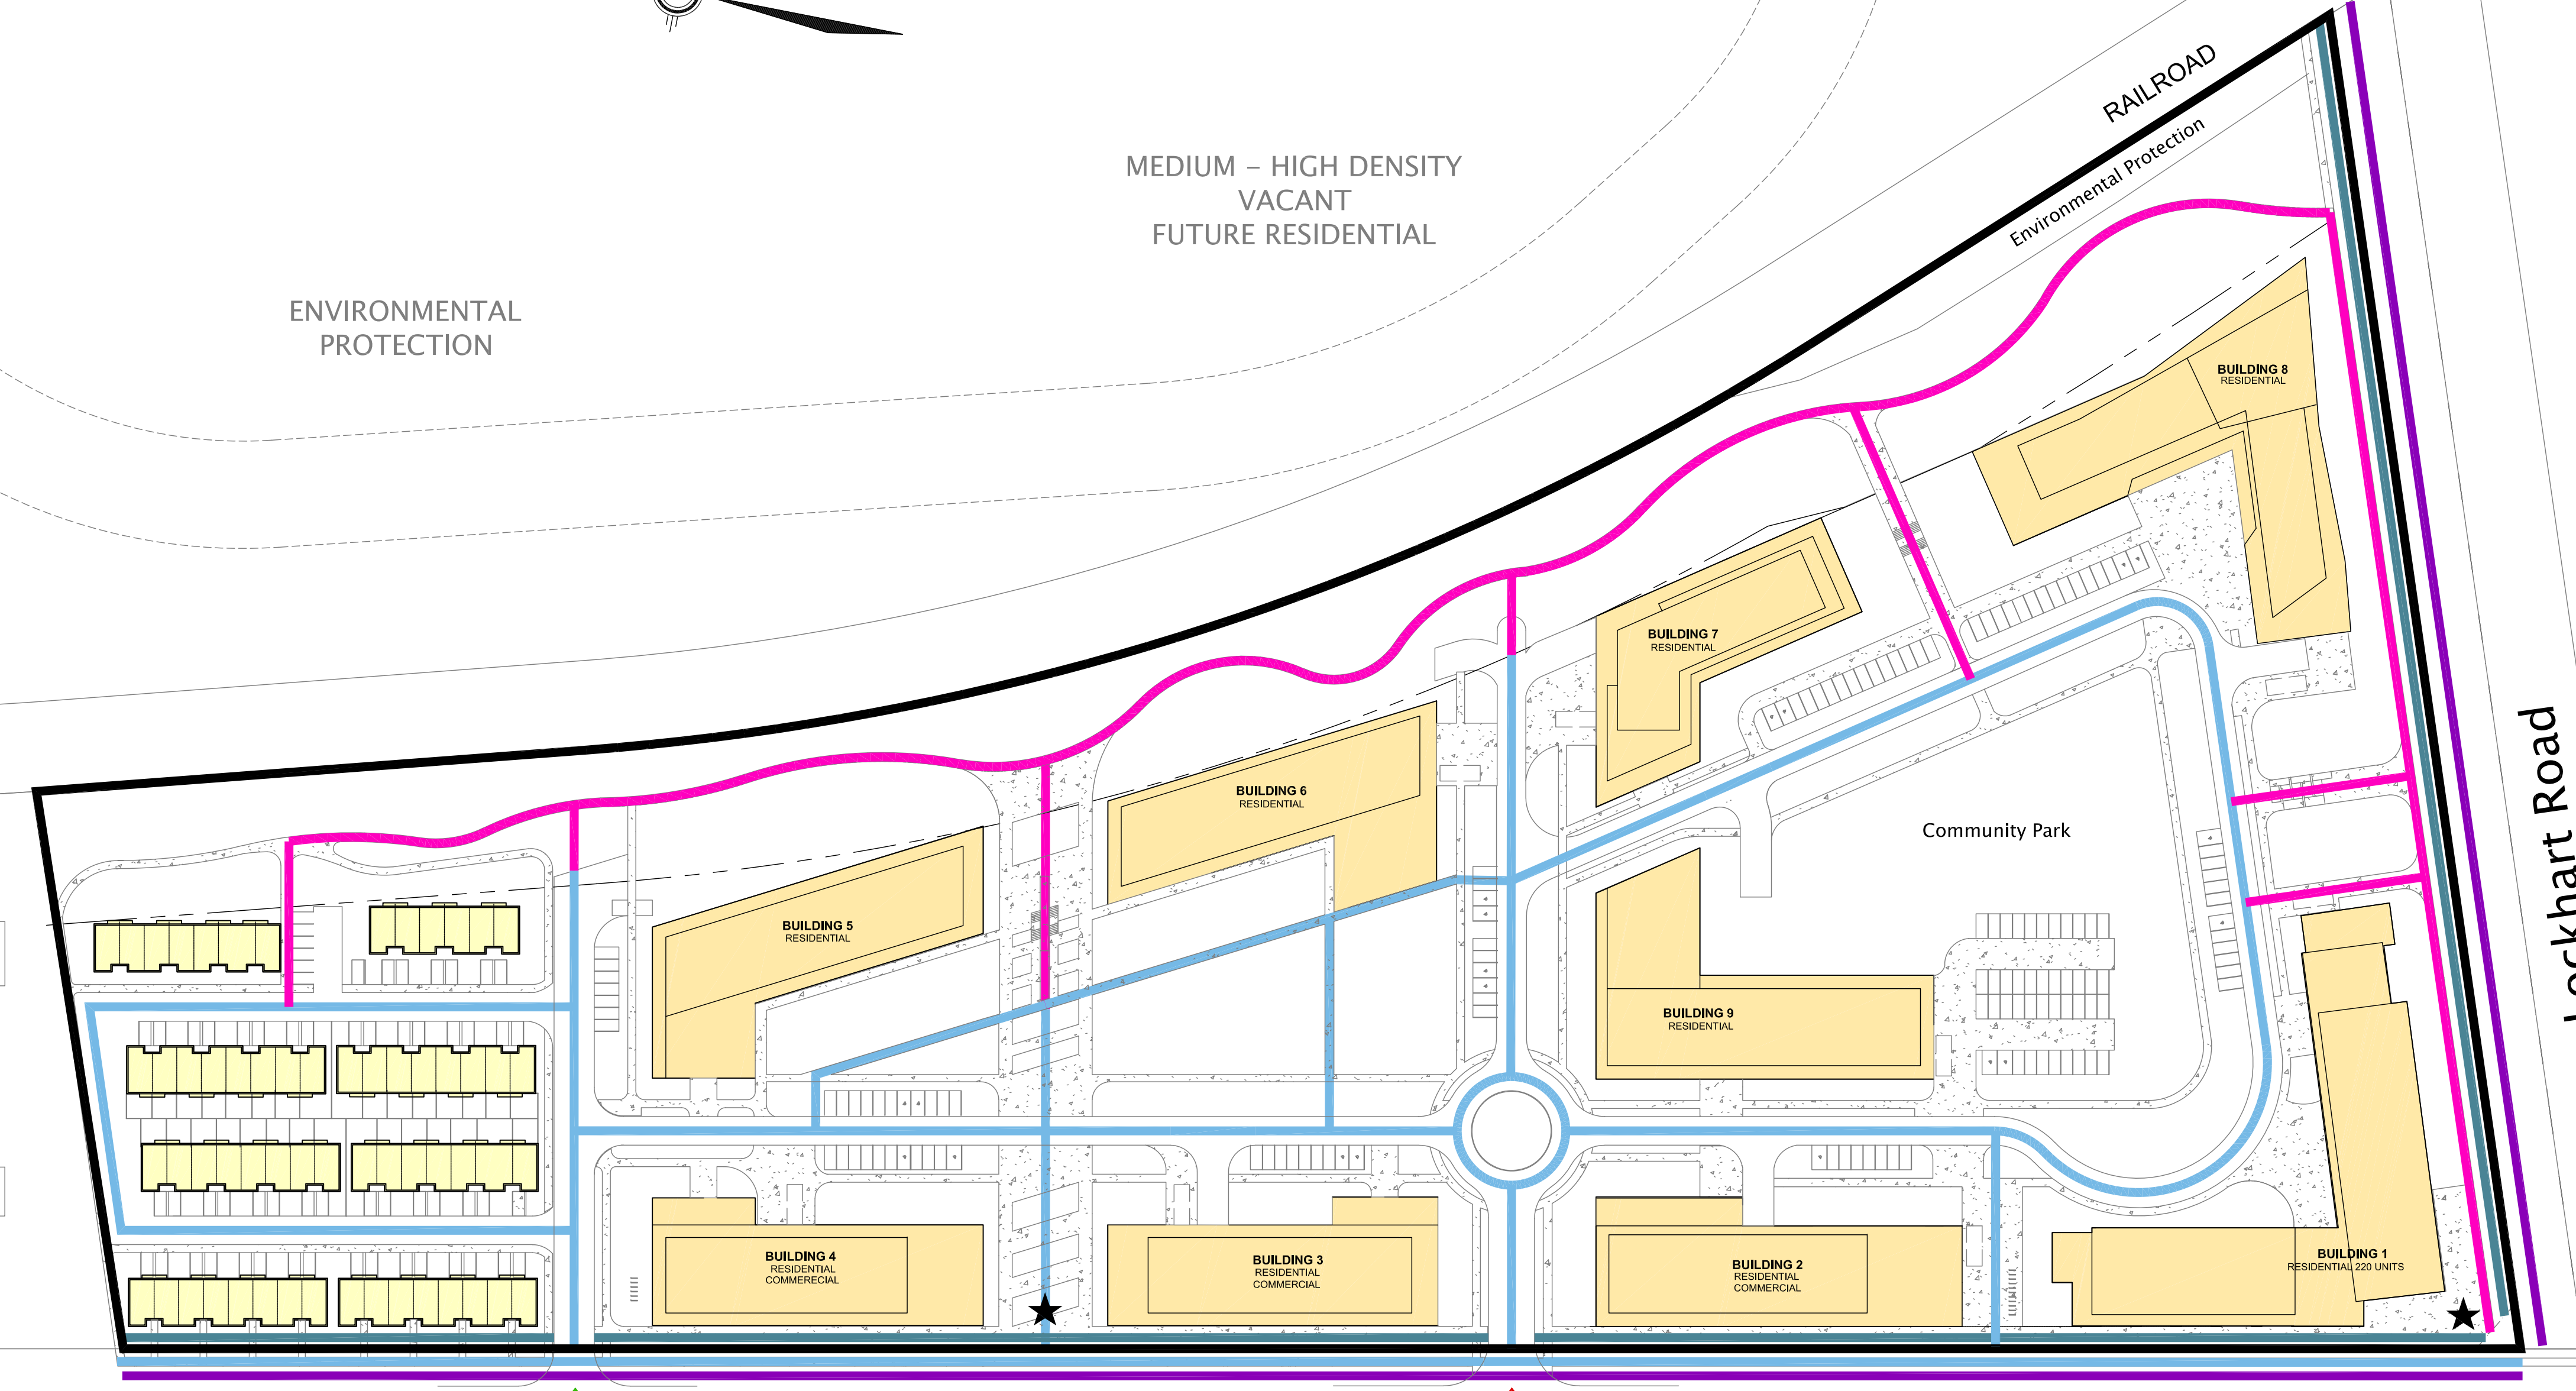 RAILROAD
Environmental Protection
MEDIUM – HIGH DENSITY
VACANT
FUTURE RESIDENTIAL
ENVIRONMENTAL
PROTECTION
BUILDING 8
RESIDENTIAL
BUILDING 7
RESIDENTIAL
Lockhart Road
BUILDING 6
RESIDENTIAL
Community Park
BUILDING 5
RESIDENTIAL
BUILDING 9
RESIDENTIAL
BUILDING 4
RESIDENTIAL
COMMERECIAL
BUILDING 3
RESIDENTIAL
COMMERCIAL
BUILDING 2
RESIDENTIAL
COMMERCIAL
BUILDING 1
RESIDENTIAL 220 UNITS